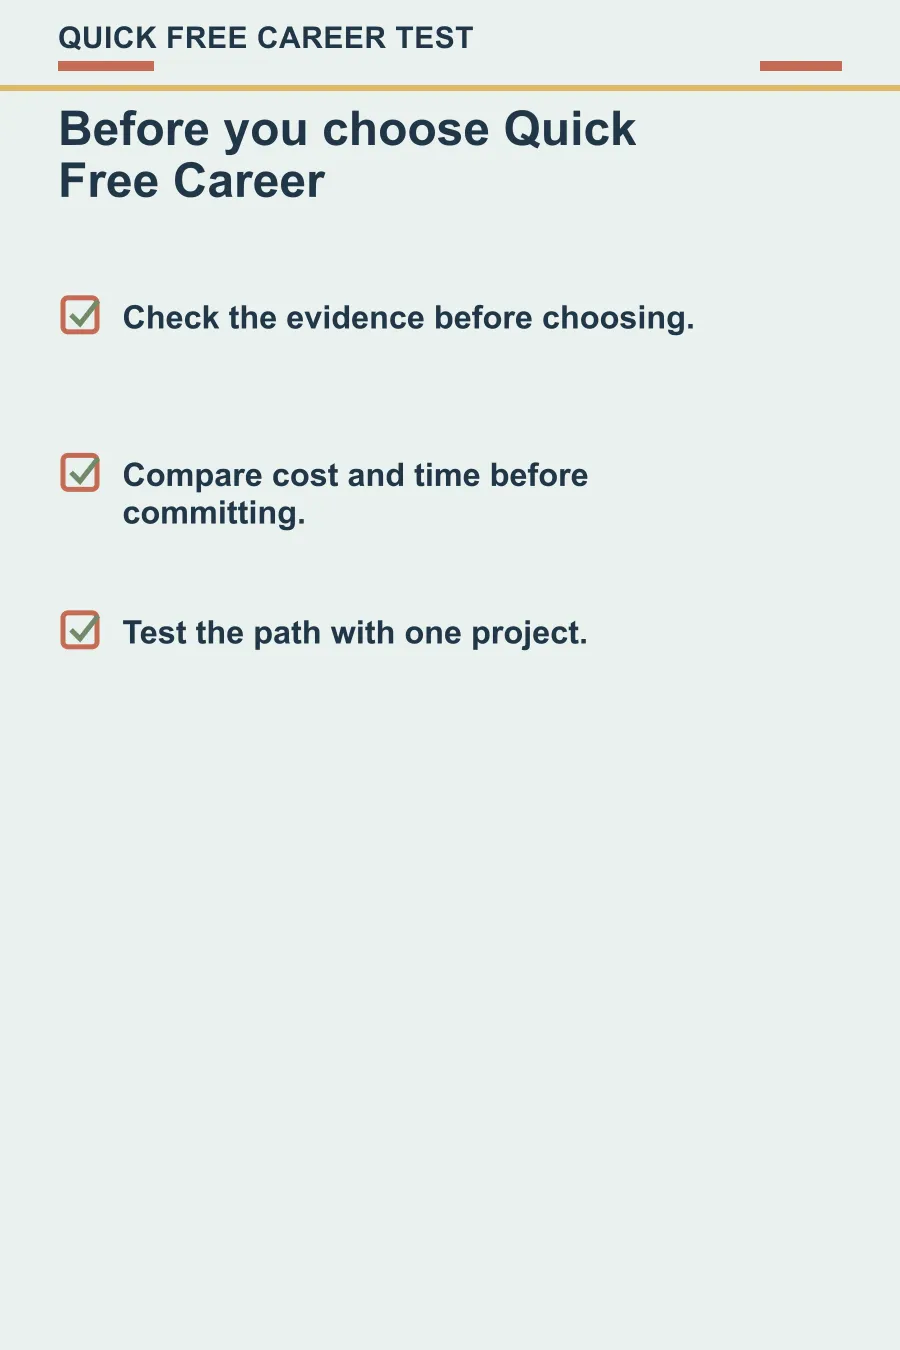 QUICK FREE CAREER TEST
Before you choose Quick
Free Career
Check the evidence before choosing.
Compare cost and time before
committing.
Test the path with one project.